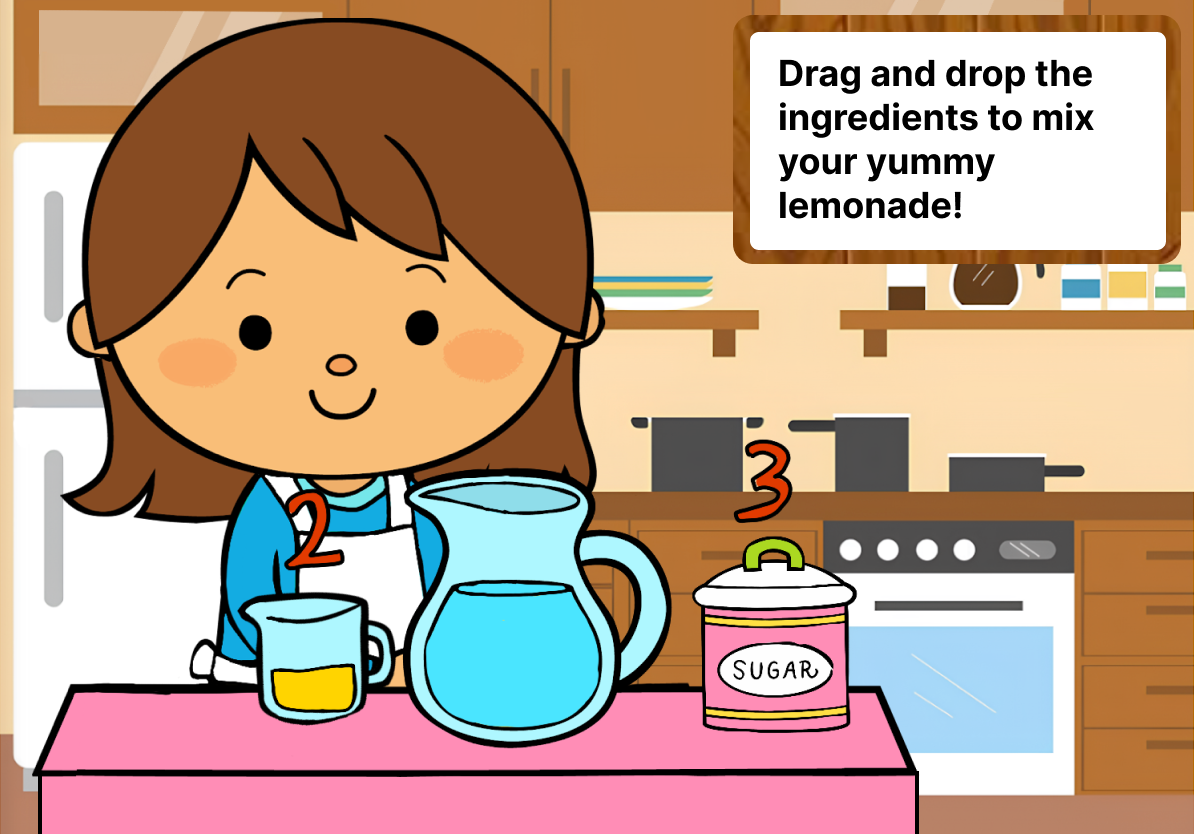 Drag and drop the
ingredients to mix
your yummy
lemonade!
3
2
SUGAR